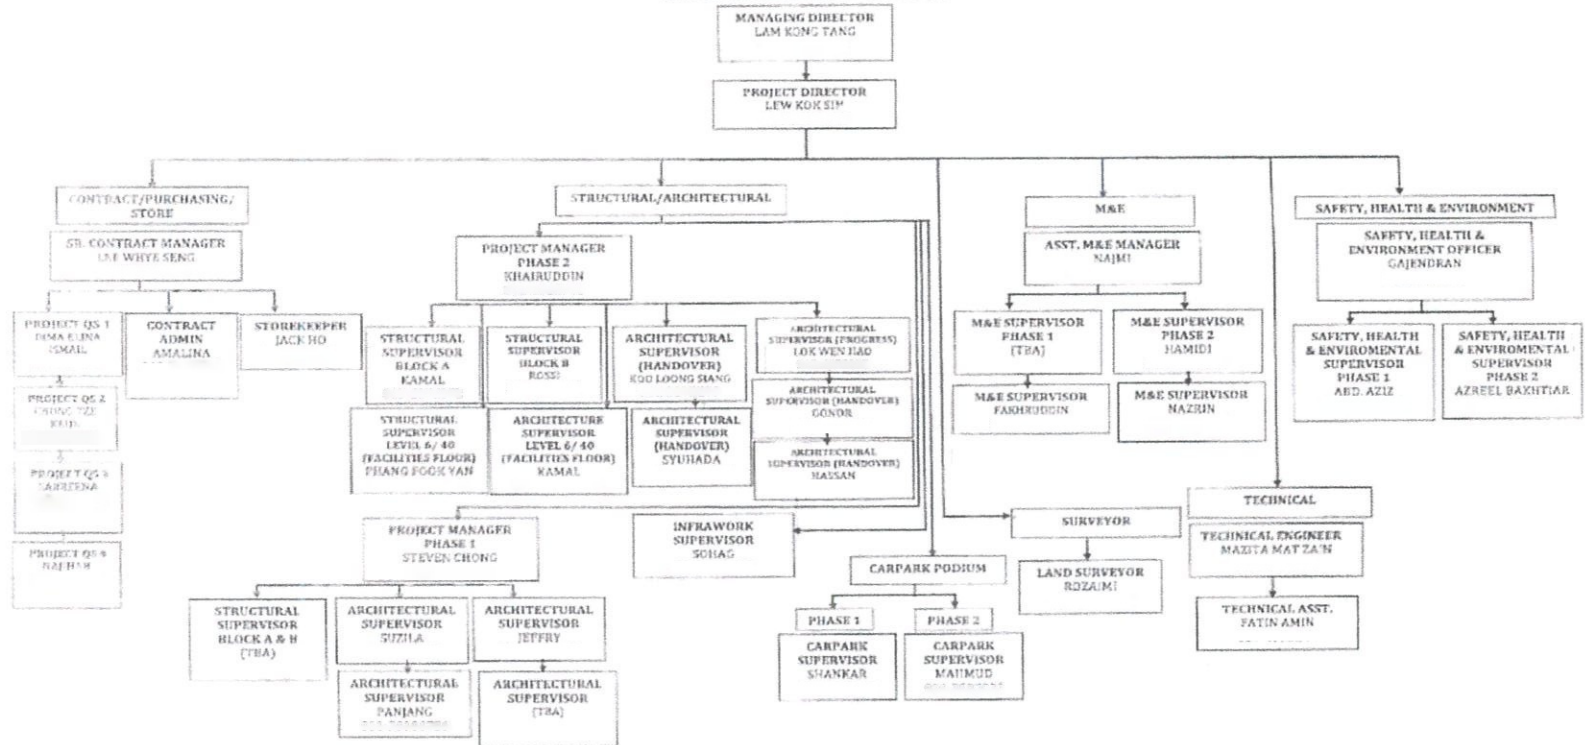 MANAGING DIRECTOR
LAM KONG TANG
PROJECT DIRECTOR
LEW KOK SIM
CONTRACT/PURCHASING/
STORE
STRUCTURAL/ARCHITECTURAL
M&E
SAFETY, HEALTH & ENVIRONMENT
SR. CONTRACT MANAGER
WHYE SENG
PROJECT MANAGER
PHASE 2
KHAIRUDDIN
ASST. M&E MANAGER
NAJMI
SAFETY, HEALTH &
ENVIRONMENT OFFICER
GAJENDRAN
PROJECT QS 1
ISMAIL
CONTRACT
ADMIN
AMALINA
STOREKEEPER
JACK HO
STRUCTURAL
SUPERVISOR
BLOCK A
KAMAL
STRUCTURAL
SUPERVISOR
BLOCK B
ROSSI
ARCHITECTURAL
SUPERVISOR
(HANDOVER)
KOO LOONG SIANG
ARCHITECTURAL
SUPERVISOR (PROGRESS)
LOK WEN HAO
M&E SUPERVISOR
PHASE 1
(TBA)
M&E SUPERVISOR
PHASE 2
HAMIDI
SAFETY, HEALTH
& ENVIROMENTAL
SUPERVISOR
PHASE 1
ABD. AZIZ
SAFETY, HEALTH
& ENVIROMENTAL
SUPERVISOR
PHASE 2
AZREEL BAKHTIAR
PROJECT QS 2
ARCHITECTURAL
SUPERVISOR (HANDOVER)
GONOR
M&E SUPERVISOR
FAKHRUDDIN
M&E SUPERVISOR
NAZRIN
STRUCTURAL
SUPERVISOR
LEVEL 6/40
(FACILITIES FLOOR)
PHANG FOOK YAN
ARCHITECTURE
SUPERVISOR
LEVEL 6/40
(FACILITIES FLOOR)
KAMAL
ARCHITECTURAL
SUPERVISOR
(HANDOVER)
SYUHADA
ARCHITECTURAL
SUPERVISOR (HANDOVER)
HASSAN
PROJECT QS 3
PROJECT QS 4
PROJECT MANAGER
PHASE 1
STEVEN CHONG
INFRAWORK
SUPERVISOR
SOHAG
SURVEYOR
TECHNICAL
TECHNICAL ENGINEER
MAZITA MAT ZA'N
CARPARK PODIUM
LAND SURVEYOR
ROZAIMI
STRUCTURAL
SUPERVISOR
BLOCK A & B
(TBA)
ARCHITECTURAL
SUPERVISOR
SUZILA
ARCHITECTURAL
SUPERVISOR
JEFFRY
PHASE 1
PHASE 2
TECHNICAL ASST.
FATIN AMIN
CARPARK
SUPERVISOR
SHANKAR
CARPARK
SUPERVISOR
MAHMUD
ARCHITECTURAL
SUPERVISOR
PANJANG
ARCHITECTURAL
SUPERVISOR
(TBA)